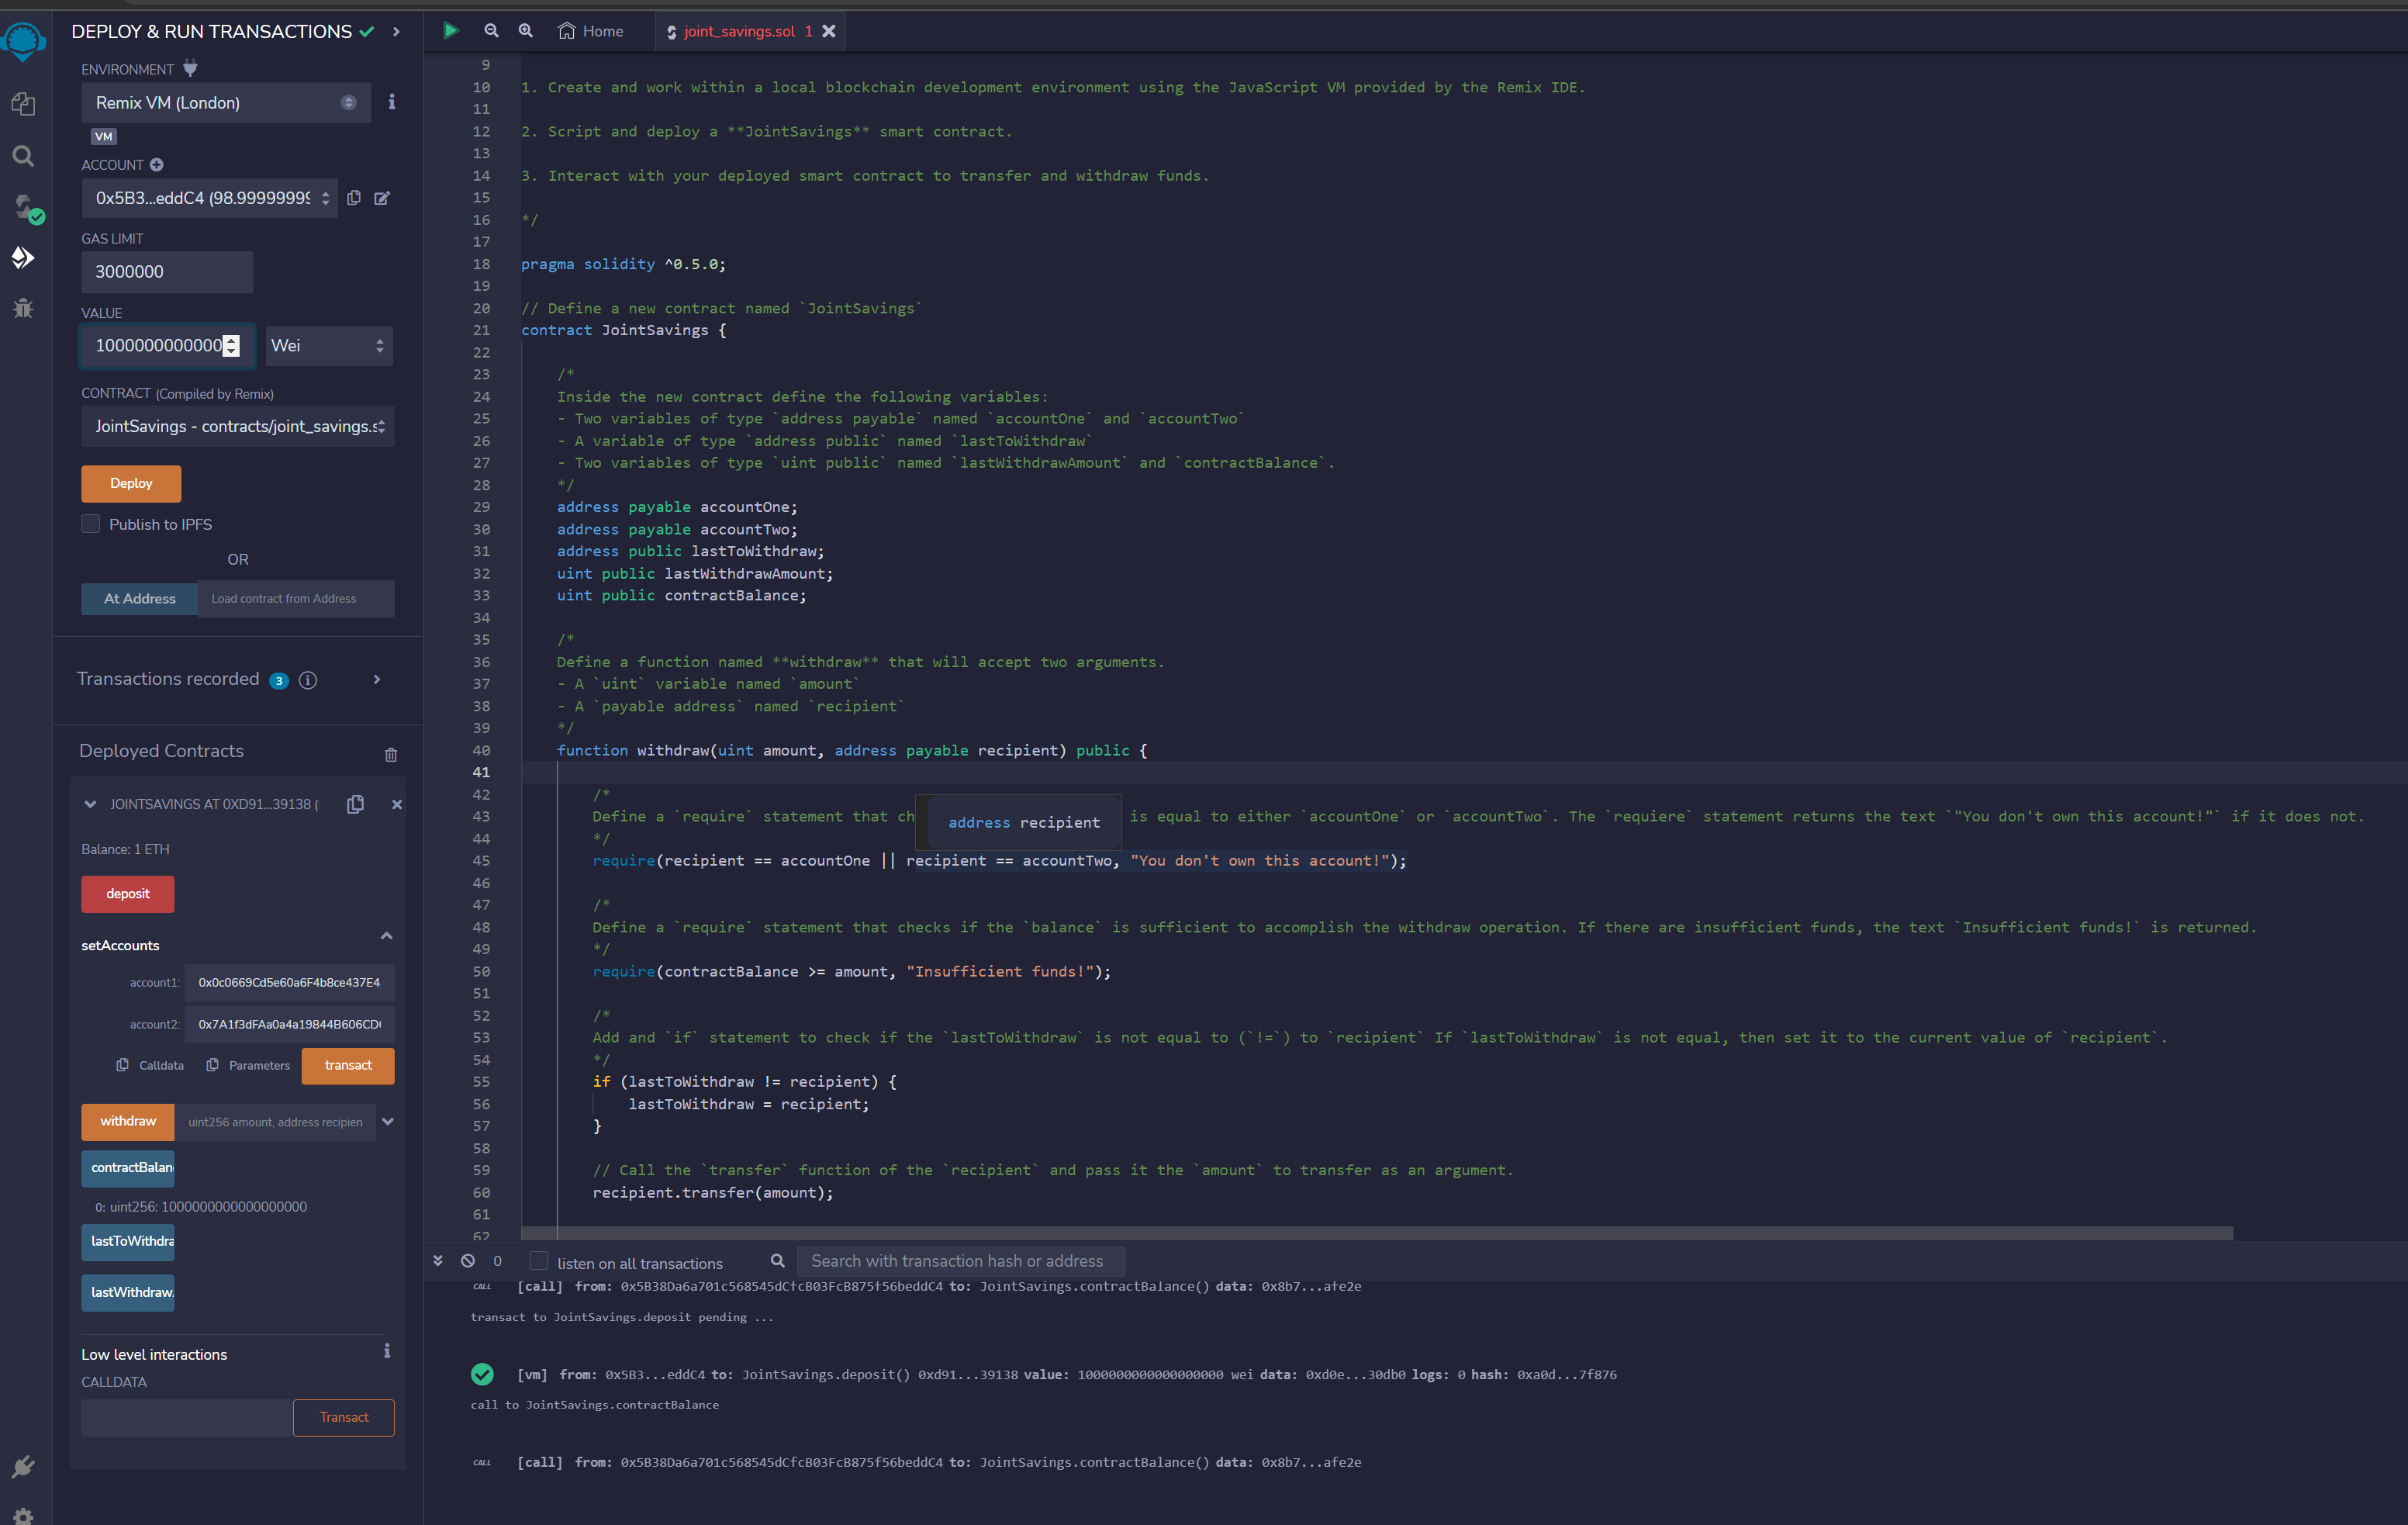 DEPLOY & RUN TRANSACTIONS
ENVIRONMENT
Remix VM (London)
VM
ACCOUNT
0x5B3...eddC4 (98.99999999
GAS LIMIT
3000000
VALUE
1000000000000
Wei
CONTRACT (Compiled by Remix)
JointSavings - contracts/joint_savings.s
Deploy
Publish to IPFS
OR
At Address
Load contract from Address
Transactions recorded 3
Deployed Contracts
JOINTSAVINGS AT 0XD91...39138 (
Balance: 1 ETH
deposit
setAccounts
account1: 0x0c0669Cd5e60a6F4b8ce437E4
account2: 0x7A1f3dFAa0a4a19844B606CD
Calldata
Parameters
transact
withdraw
uint256 amount, address recipien
contractBalan
0: uint256: 1000000000000000000
lastToWithdra
lastWithdraw
Low level interactions
CALLDATA
Transact
Home
joint_savings.sol 1
9
10 1. Create and work within a local blockchain development environment using the JavaScript VM provided by the Remix IDE.
11
12 2. Script and deploy a **JointSavings** smart contract.
13
14 3. Interact with your deployed smart contract to transfer and withdraw funds.
15
16 */
17
18 pragma solidity ^0.5.0;
19
20 // Define a new contract named `JointSavings`
21 contract JointSavings {
22
23 /*
24 Inside the new contract define the following variables:
25 - Two variables of type `address payable` named `accountOne` and `accountTwo`
26 - A variable of type `address public` named `lastToWithdraw`
27 - Two variables of type `uint public` named `lastWithdrawAmount` and `contractBalance`.
28 */
29 address payable accountOne;
30 address payable accountTwo;
31 address public lastToWithdraw;
32 uint public lastWithdrawAmount;
33 uint public contractBalance;
34
35 /*
36 Define a function named **withdraw** that will accept two arguments.
37 - A `uint` variable named `amount`
38 - A `payable address` named `recipient`
39 */
40 function withdraw(uint amount, address payable recipient) public {
41
42 /*
43 Define a `require` statement that ch is equal to either `accountOne` or `accountTwo`. The `requiere` statement returns the text `"You don't own this account!"` if it does not.
address recipient
44 */
45 require(recipient == accountOne || recipient == accountTwo, "You don't own this account!");
46
47 /*
48 Define a `require` statement that checks if the `balance` is sufficient to accomplish the withdraw operation. If there are insufficient funds, the text `Insufficient funds!` is returned.
49 */
50 require(contractBalance >= amount, "Insufficient funds!");
51
52 /*
53 Add and `if` statement to check if the `lastToWithdraw` is not equal to (`!=`) to `recipient` If `lastToWithdraw` is not equal, then set it to the current value of `recipient`.
54 */
55 if (lastToWithdraw != recipient) {
56 lastToWithdraw = recipient;
57 }
58
59 // Call the `transfer` function of the `recipient` and pass it the `amount` to transfer as an argument.
60 recipient.transfer(amount);
61
62
0
listen on all transactions
Search with transaction hash or address
CALL [call] from: 0x5B38Da6a701c568545dCfcB03FcB875f56beddC4 to: JointSavings.contractBalance() data: 0x8b7...afe2e
transact to JointSavings.deposit pending ...
[vm] from: 0x5B3...eddC4 to: JointSavings.deposit() 0xd91...39138 value: 1000000000000000000 wei data: 0xd0e...30db0 logs: 0 hash: 0xa0d...7f876
call to JointSavings.contractBalance
CALL [call] from: 0x5B38Da6a701c568545dCfcB03FcB875f56beddC4 to: JointSavings.contractBalance() data: 0x8b7...afe2e